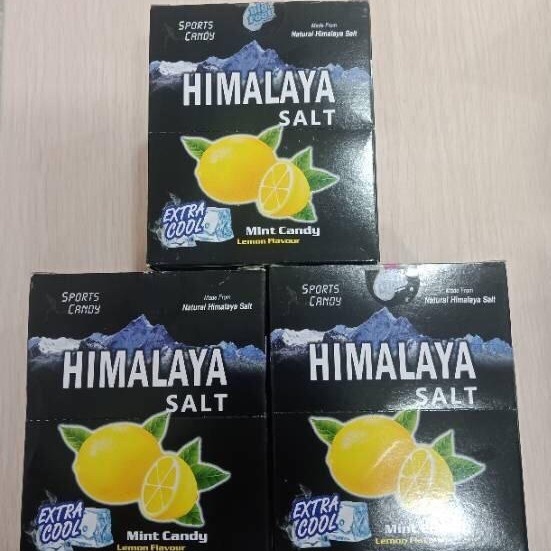 SPORTS CANDY
Made From
Natural Himalaya Salt
HIMALAYA
SALT
EXTRA
COOL
Mint Candy
Lemon Flavour
SPORTS CANDY
Made From
Natural Himalaya Salt
HIMALAYA
SALT
EXTRA
COOL
Mint Candy
Lemon Flavour
SPORTS CANDY
Made From
Natural Himalaya Salt
HIMALAYA
SALT
EXTRA
COOL
Lemon Flavour